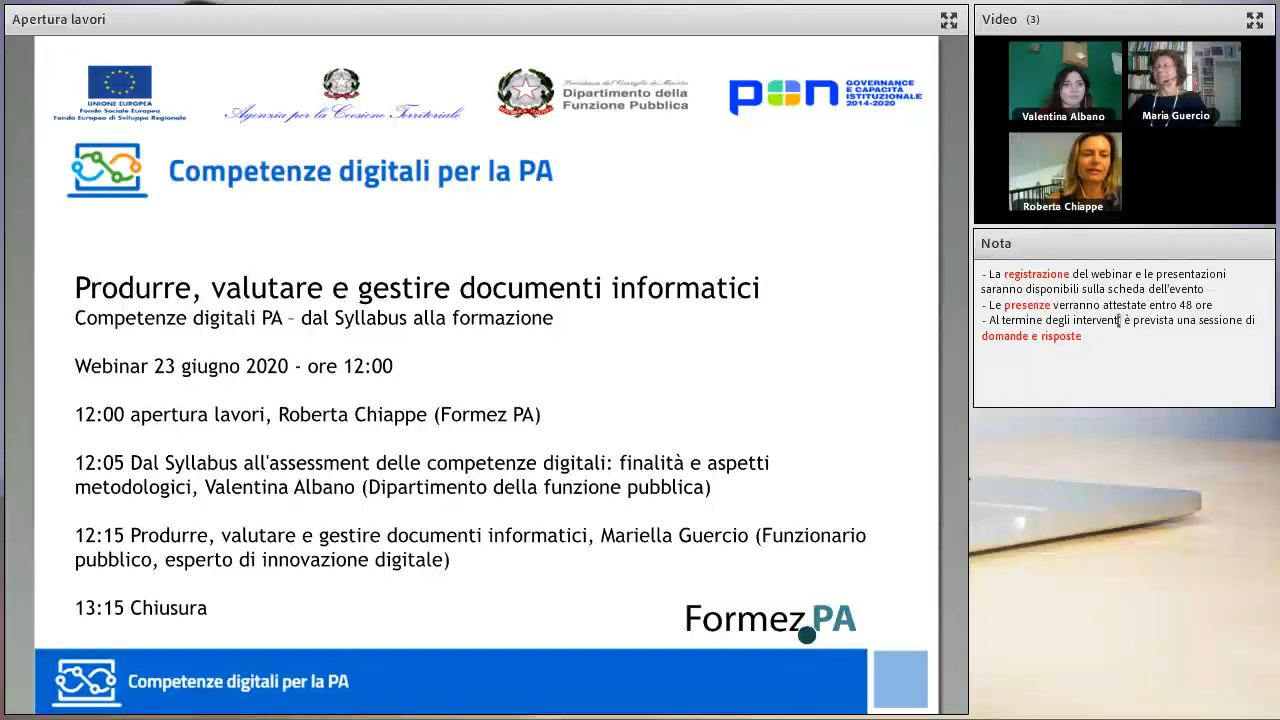 Apertura lavori
UNIONE EUROPEA
Fondo Sociale Europeo
Fondo Europeo di Sviluppo Regionale
Agenzia per la Coesione Territoriale
Presidenza del Consiglio dei Ministri
Dipartimento della
Funzione Pubblica
pon
GOVERNANCE
E CAPACITÀ
ISTITUZIONALE
2014-2020
Competenze digitali per la PA
Produrre, valutare e gestire documenti informatici
Competenze digitali PA – dal Syllabus alla formazione
Webinar 23 giugno 2020 - ore 12:00
12:00 apertura lavori, Roberta Chiappe (Formez PA)
12:05 Dal Syllabus all'assessment delle competenze digitali: finalità e aspetti
metodologici, Valentina Albano (Dipartimento della funzione pubblica)
12:15 Produrre, valutare e gestire documenti informatici, Mariella Guercio (Funzionario
pubblico, esperto di innovazione digitale)
13:15 Chiusura
Formez PA
Competenze digitali per la PA
Video (3)
Valentina Albano
Maria Guercio
Roberta Chiappe
Nota
- La registrazione del webinar e le presentazioni
saranno disponibili sulla scheda dell'evento
- Le presenze verranno attestate entro 48 ore
- Al termine degli interventi è prevista una sessione di
domande e risposte